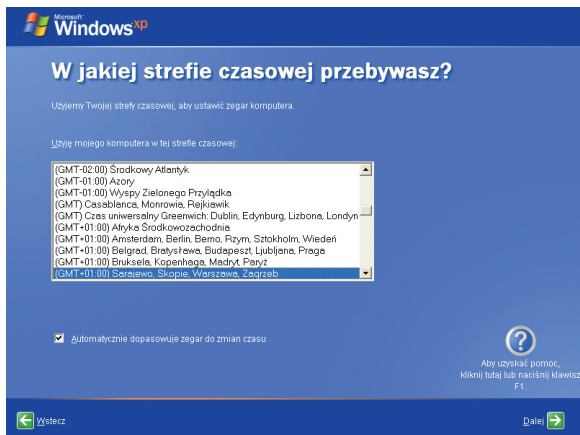 Microsoft
Windows xp
W jakiej strefie czasowej przebywasz?
Użyjemy Twojej strefy czasowej, aby ustawić zegar komputera.
Użyję mojego komputera w tej strefie czasowej:
(GMT-02:00) Środkowy Atlantyk
(GMT-01:00) Azory
(GMT-01:00) Wyspy Zielonego Przylądka
(GMT) Casablanca, Monrowia, Rejkiawik
(GMT) Czas uniwersalny Greenwich: Dublin, Edynburg, Lizbona, Londyn
(GMT+01:00) Afryka Środkowozachodnia
(GMT+01:00) Amsterdam, Berlin, Berno, Rzym, Sztokholm, Wiedeń
(GMT+01:00) Belgrad, Bratysława, Budapeszt, Ljubljana, Praga
(GMT+01:00) Bruksela, Kopenhaga, Madryt, Paryż
(GMT+01:00) Sarajewo, Skopie, Warszawa, Zagrzeb
Automatycznie dopasowuje zegar do zmian czasu
Aby uzyskać pomoc,
kliknij tutaj lub naciśnij klawisz
F1.
Wstecz
Dalej